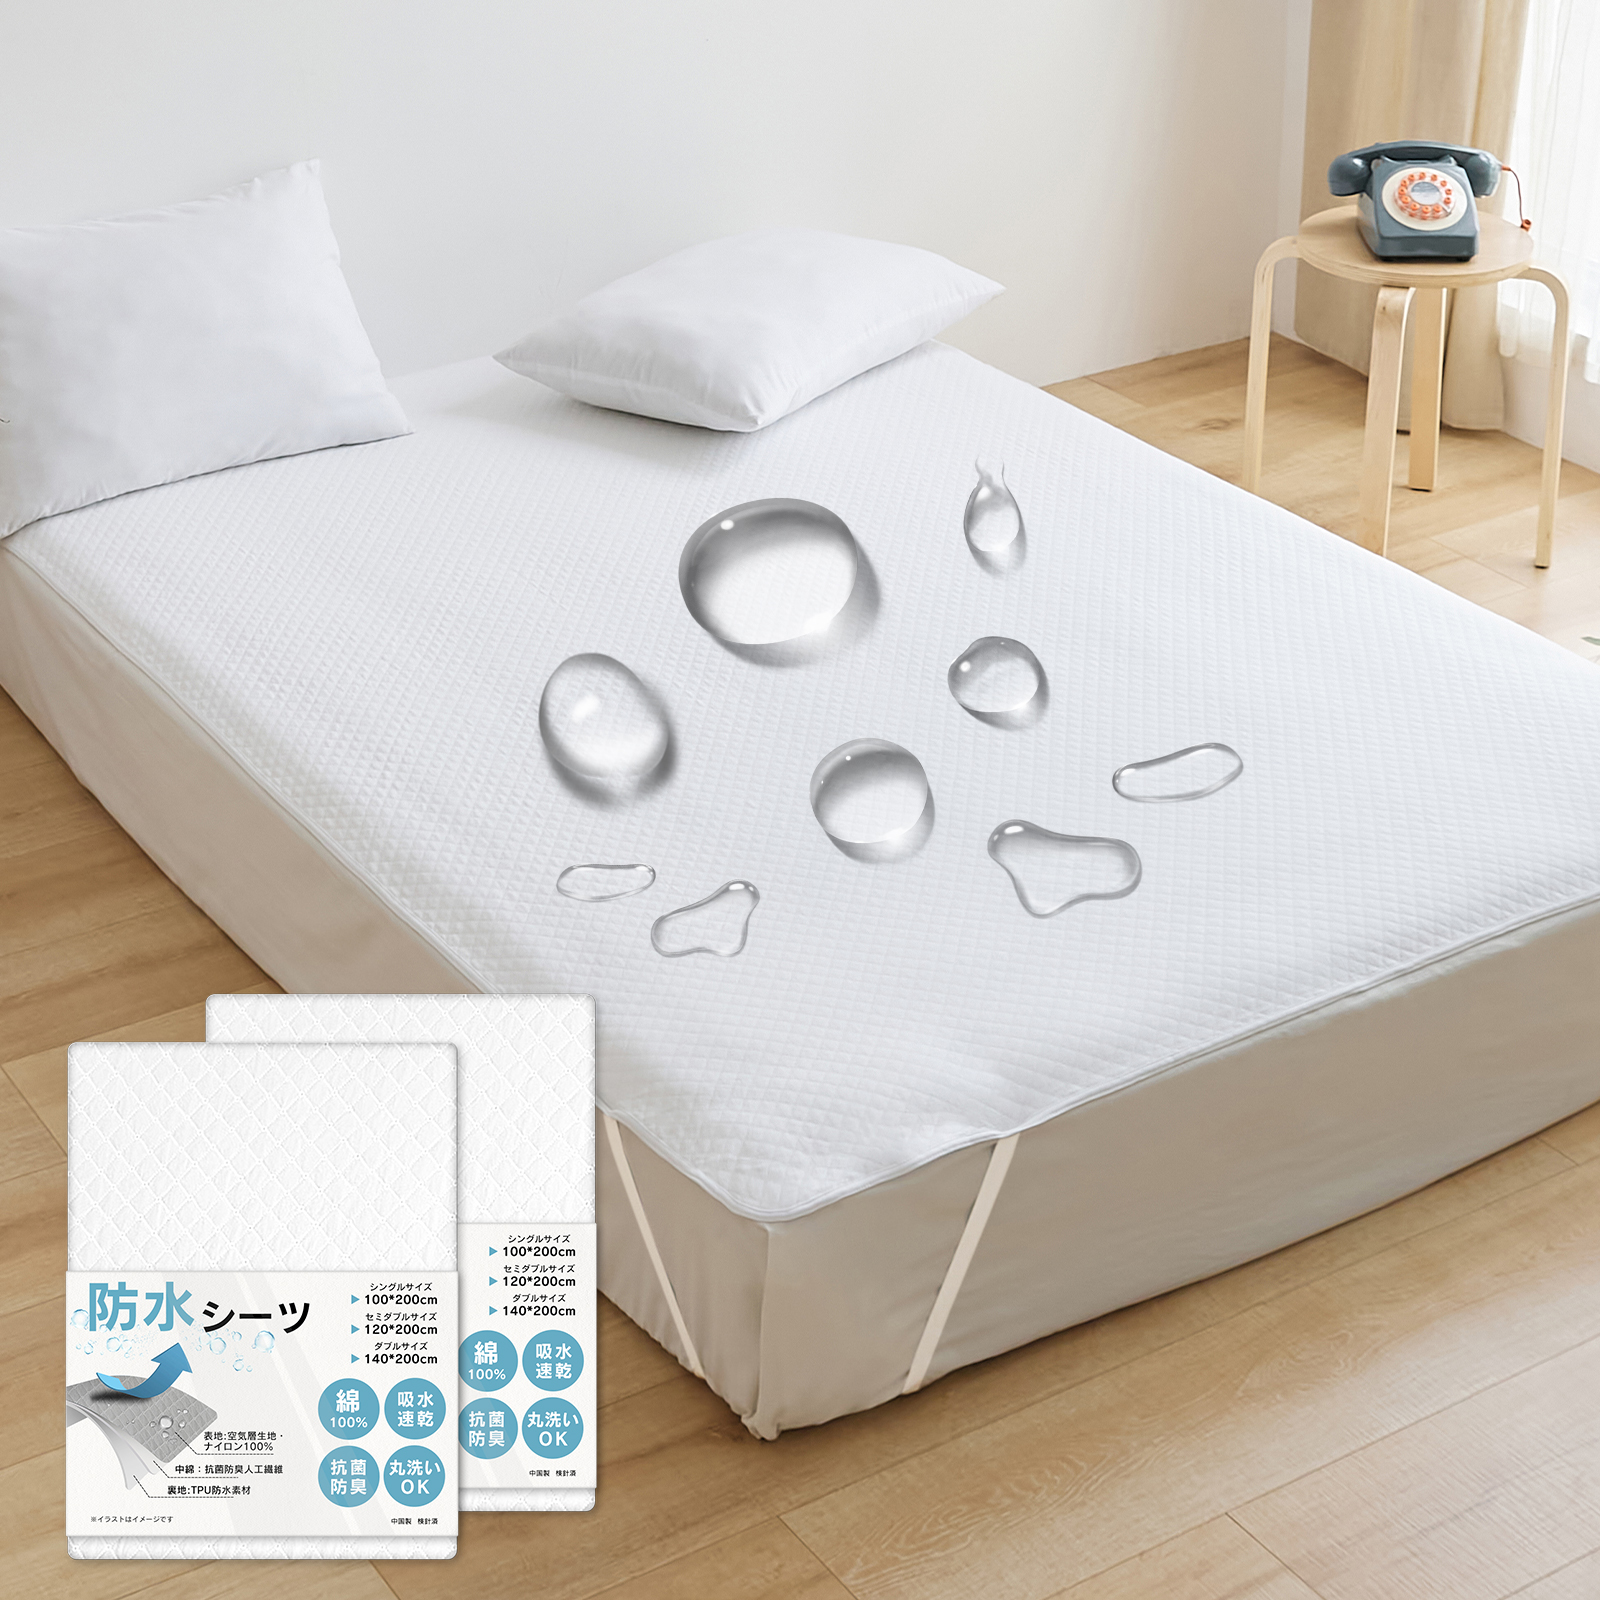 防水シーツ
シングルサイズ
▶ 100*200cm
セミダブルサイズ
▶ 120*200cm
ダブルサイズ
▶ 140*200cm
綿
100%
吸水
速乾
抗菌
防臭
丸洗い
OK
表地:空気層生地・
ナイロン100%
中綿：抗菌防臭人工繊維
裏地:TPU防水素材
※イラストはイメージです
中国製 検計済
シングルサイズ
▶ 100*200cm
セミダブルサイズ
▶ 120*200cm
ダブルサイズ
▶ 140*200cm
綿
100%
吸水
速乾
抗菌
防臭
丸洗い
OK
中国製 検計済